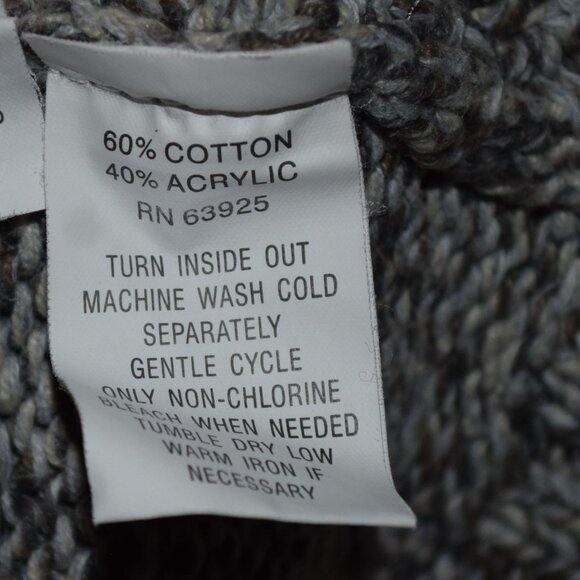 60% COTTON
40% ACRYLIC
RN 63925
TURN INSIDE OUT
MACHINE WASH COLD
SEPARATELY
GENTLE CYCLE
ONLY NON-CHLORINE
BLEACH WHEN NEEDED
TUMBLE DRY LOW
WARM IRON IF
NECESSARY